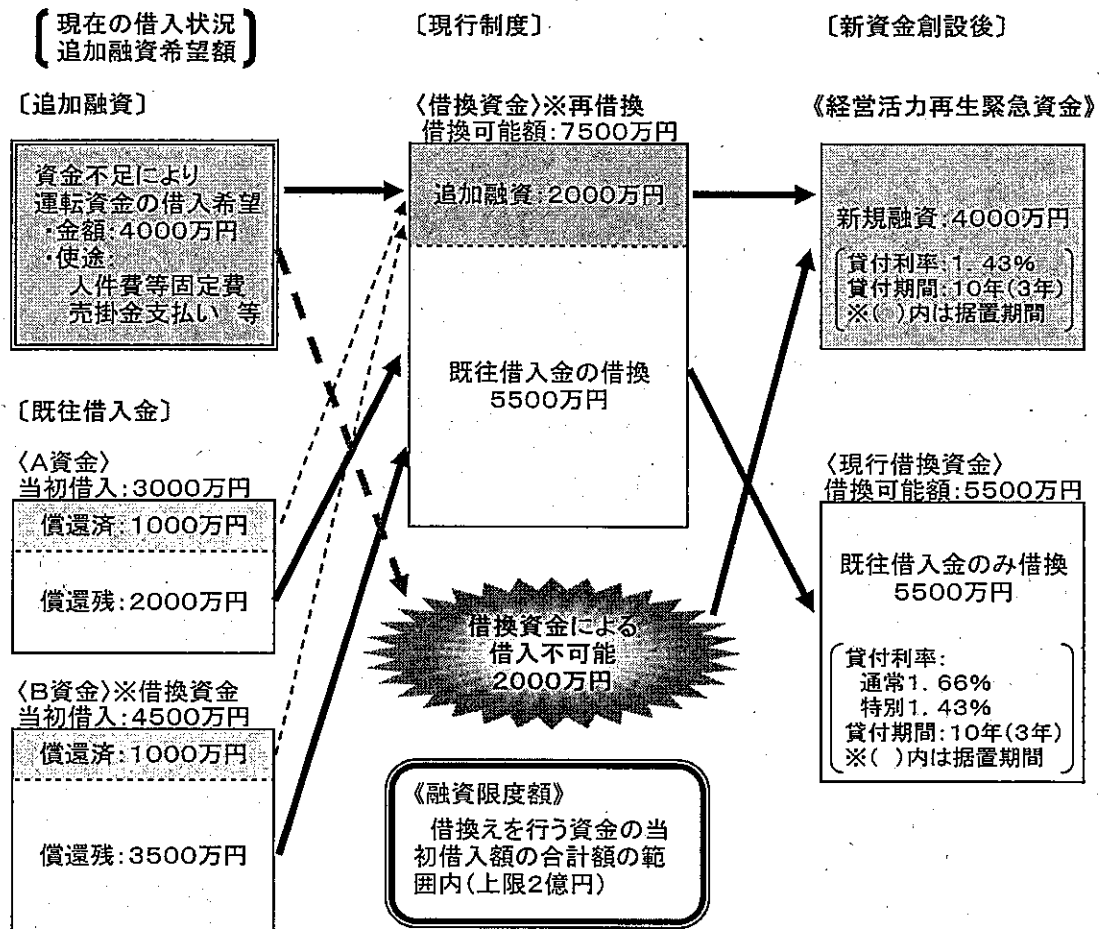 現在の借入状況
追加融資希望額
〔追加融資〕
資金不足により
運転資金の借入希望
・金額:4000万円
・使途:
人件費等固定費
売掛金支払い 等
〔既往借入金〕
〈A資金〉
当初借入:3000万円
償還済:1000万円
償還残:2000万円
〈B資金〉※借換資金
当初借入:4500万円
償還済:1000万円
償還残:3500万円
〔現行制度〕
〈借換資金〉※再借換
借換可能額:7500万円
追加融資:2000万円
既往借入金の借換
5500万円
借換資金による
借入不可能
2000万円
《融資限度額》
借換えを行う資金の当
初借入額の合計額の範
囲内(上限2億円)
〔新資金創設後〕
《経営活力再生緊急資金》
新規融資:4000万円
貸付利率:1.43%
貸付期間:10年(3年)
※( )内は据置期間
〈現行借換資金〉
借換可能額:5500万円
既往借入金のみ借換
5500万円
貸付利率:
通常1.66%
特別1.43%
貸付期間:10年(3年)
※( )内は据置期間